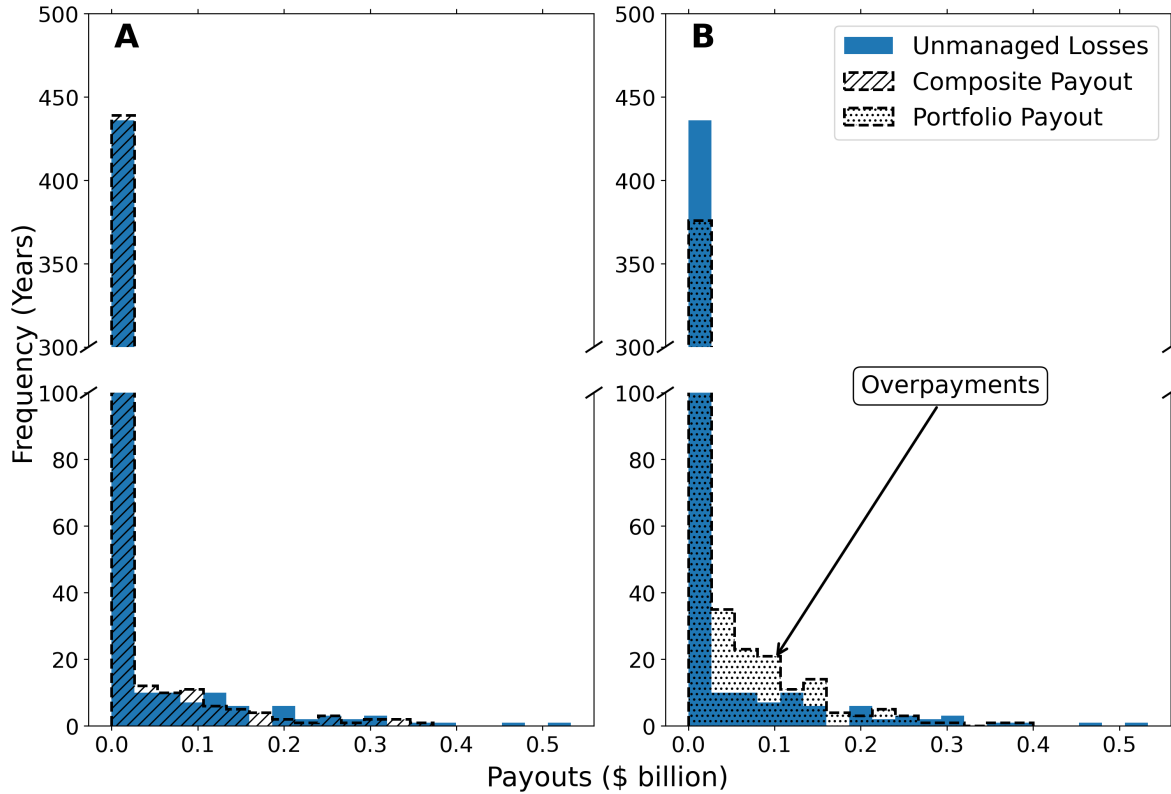 A
B
Unmanaged Losses
Composite Payout
Portfolio Payout
Overpayments
Frequency (Years)
500
450
400
350
300
100
80
60
40
20
0
0.0 0.1 0.2 0.3 0.4 0.5
500
450
400
350
300
100
80
60
40
20
0
0.0 0.1 0.2 0.3 0.4 0.5
Payouts ($ billion)